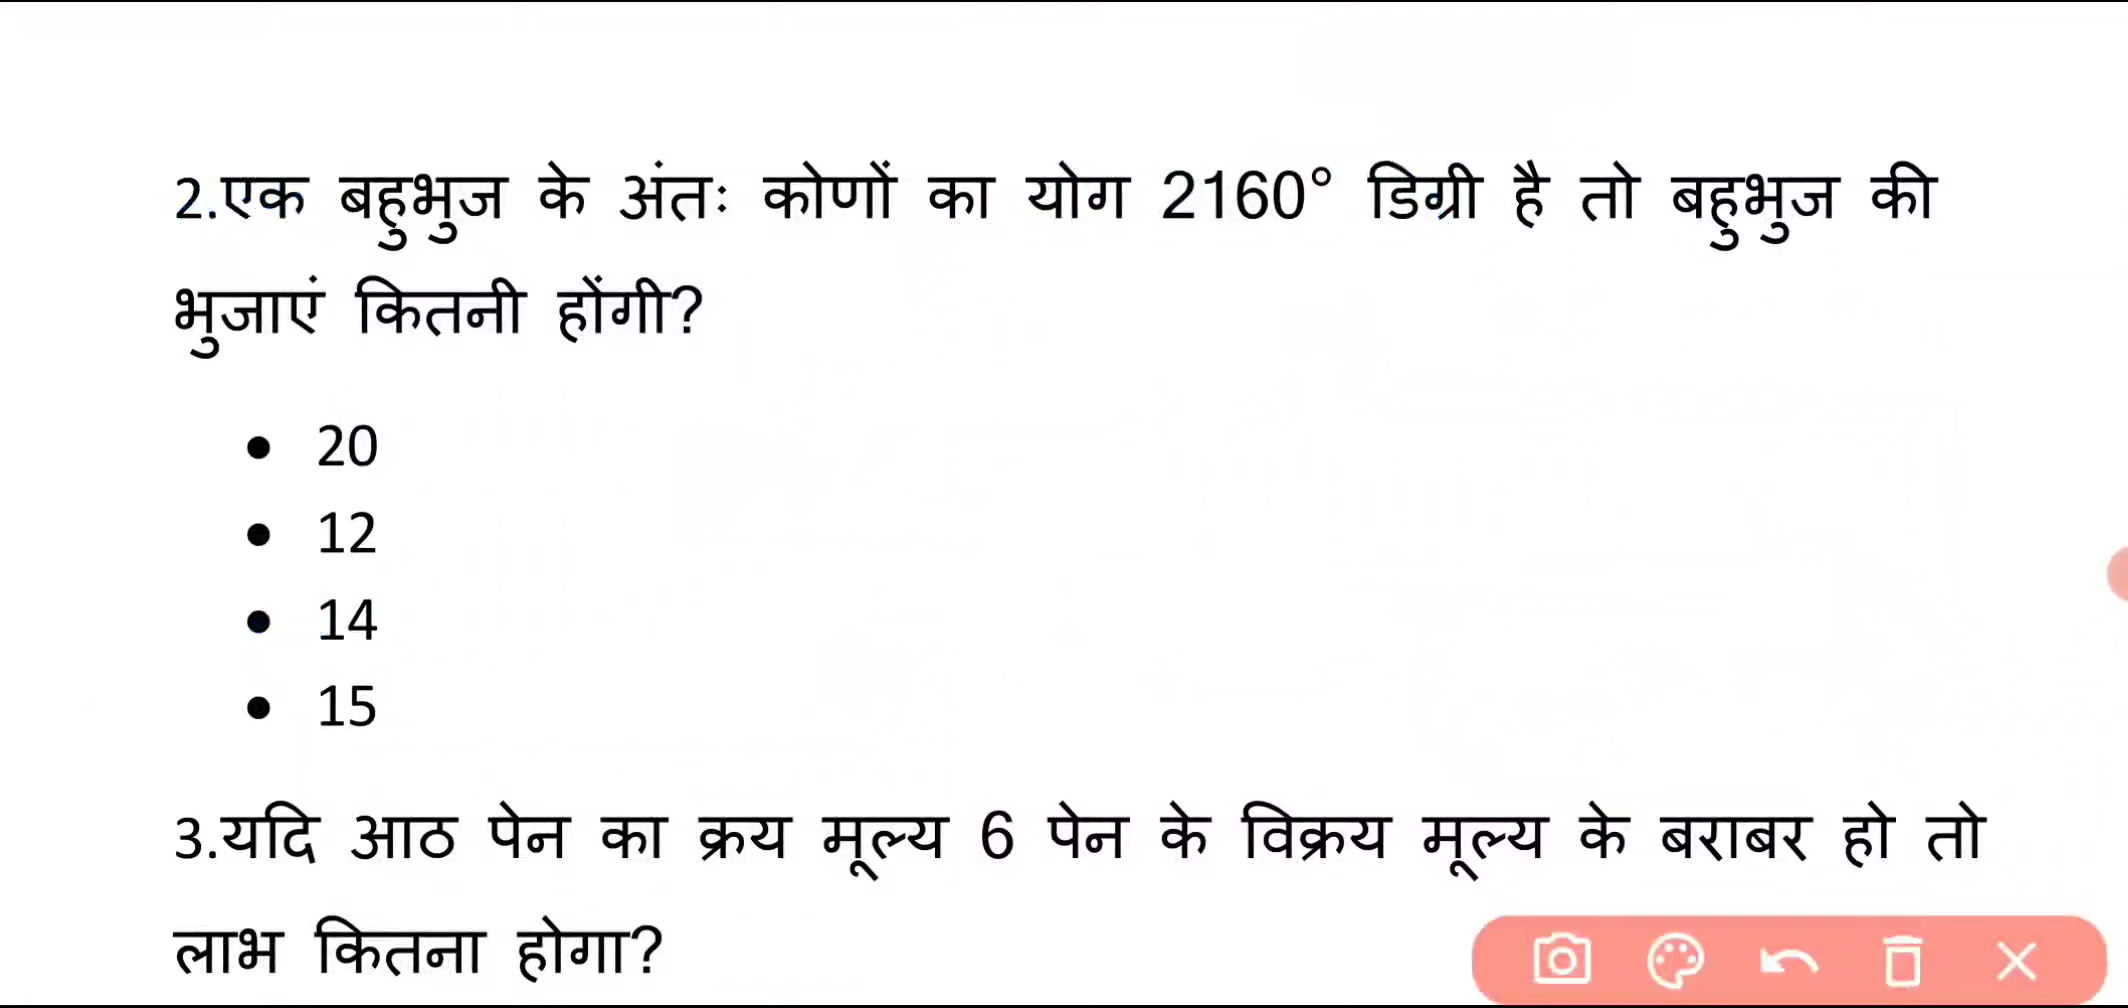 2.एक बहुभुज के अंतः कोणों का योग 2160° डिग्री है तो बहुभुज की
भुजाएं कितनी होंगी?
• 20
• 12
• 14
• 15
3.यदि आठ पेन का क्रय मूल्य 6 पेन के विक्रय मूल्य के बराबर हो तो
लाभ कितना होगा?